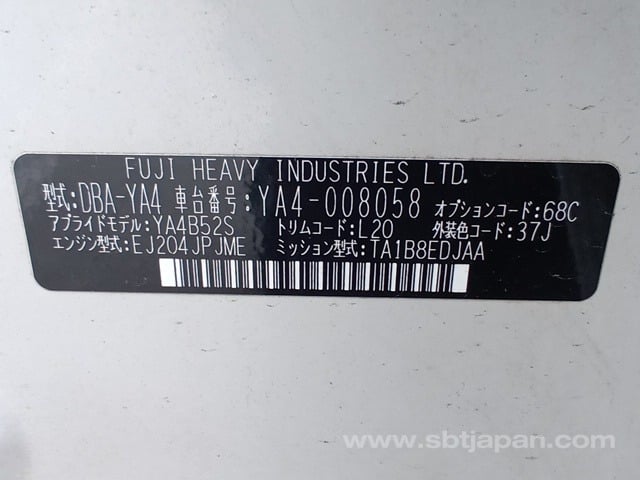 FUJI HEAVY INDUSTRIES LTD.
型式:DBA-YA4 車台番号:YA4-008058 オプションコード:68C
アプライドモデル:YA4B52S トリムコード:L20 外装色コード:37J
エンジン型式:EJ204JPJME ミッション型式:TA1B8EDJAA
www.sbtjapan.com